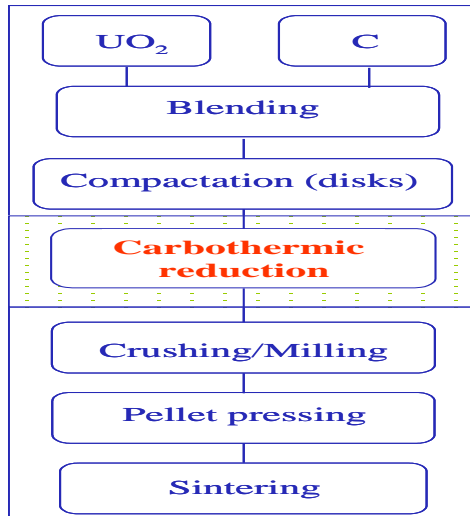 UO₂
C
Blending
Compactation (disks)
Carbothermic
reduction
Crushing/Milling
Pellet pressing
Sintering